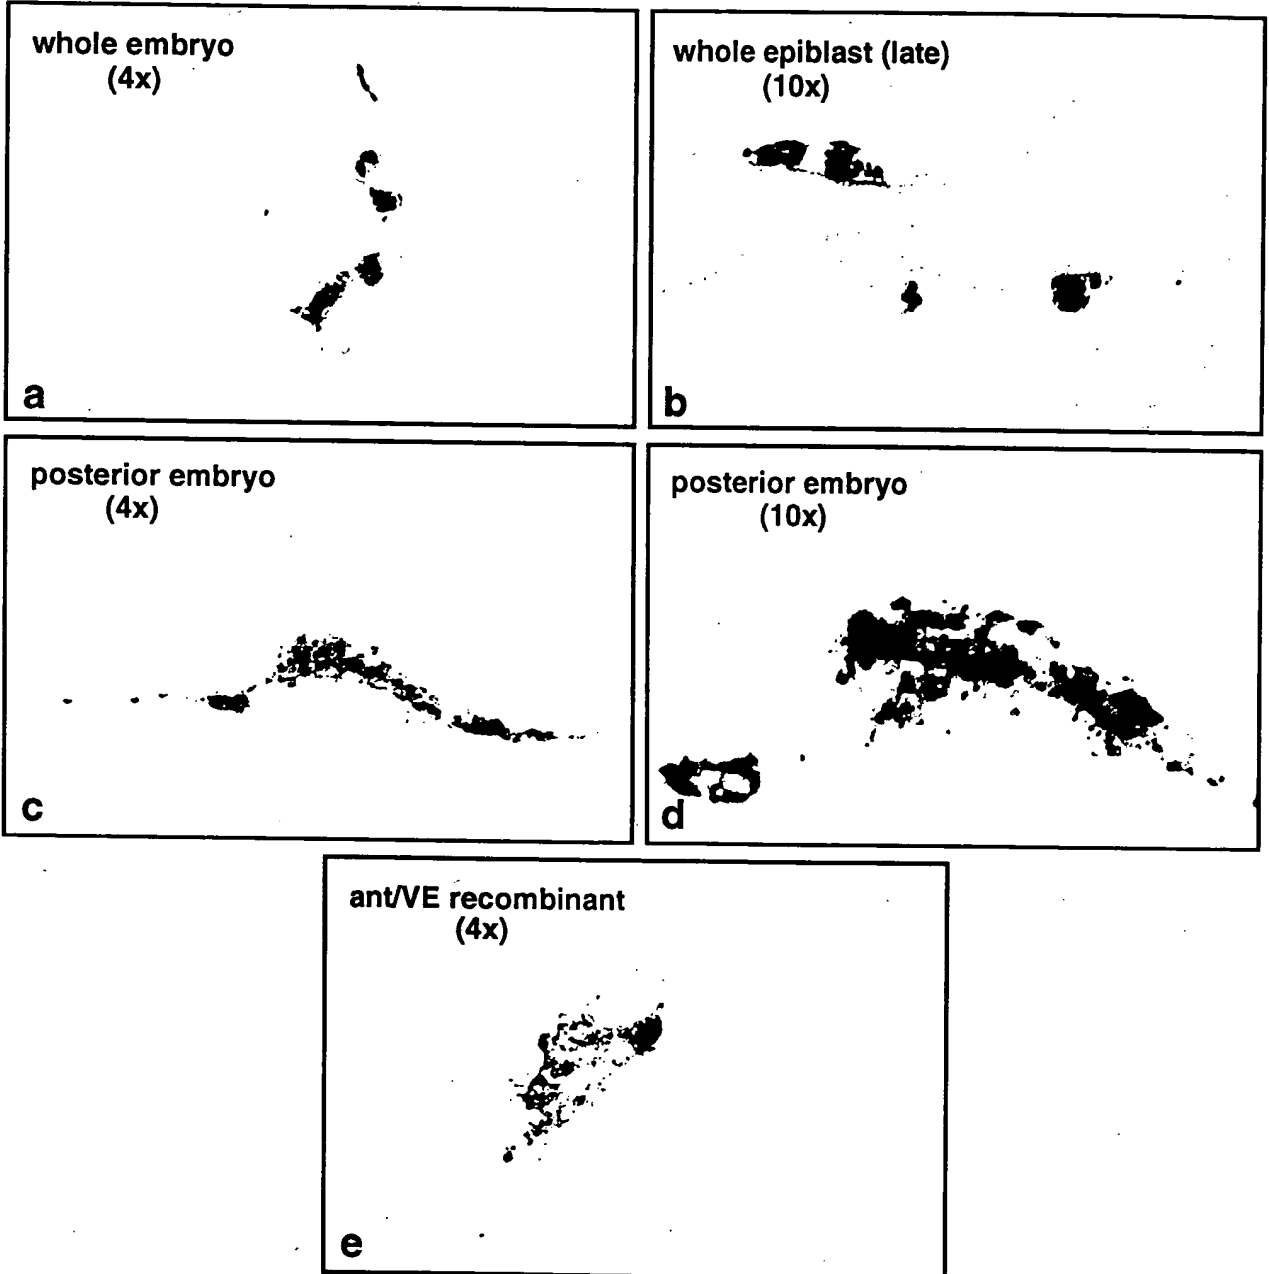 whole embryo
(4x)
a
whole epiblast (late)
(10x)
b
posterior embryo
(4x)
c
posterior embryo
(10x)
d
ant/VE recombinant
(4x)
e